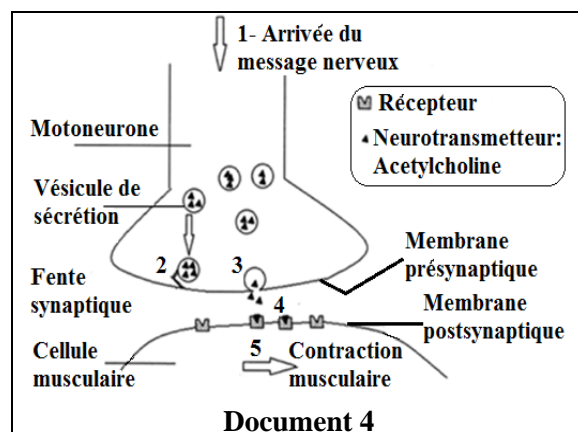 1- Arrivée du
message nerveux
Récepteur
Neurotransmetteur:
Acetylcholine
Motoneurone
Vésicule de
sécrétion
2
3
Fente
synaptique
Membrane
présynaptique
4
Membrane
postsynaptique
5
Cellule
musculaire
Contraction
musculaire
Document 4